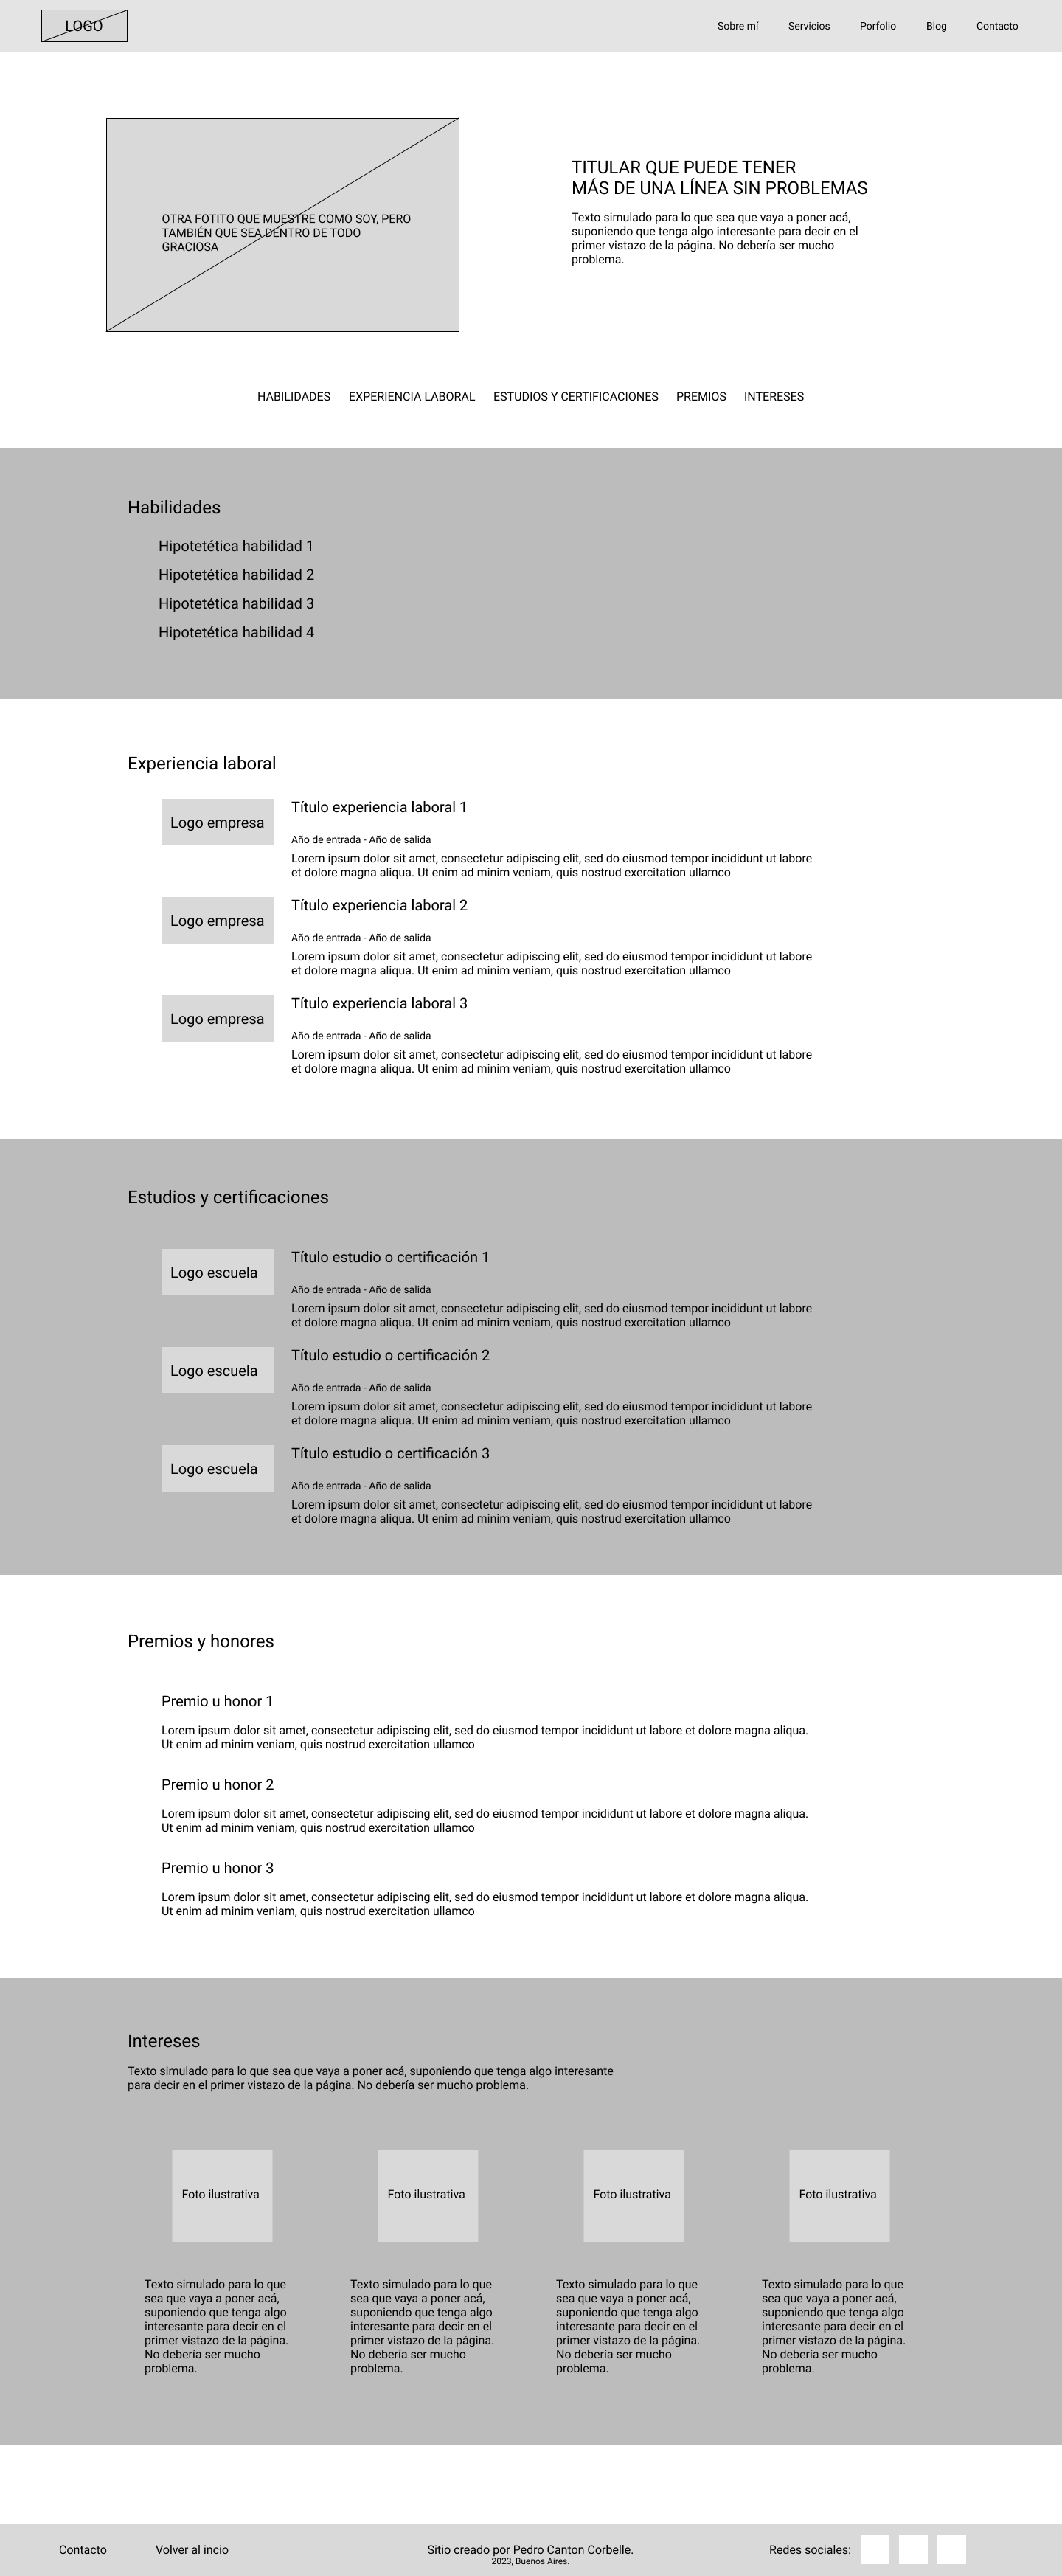 LOGO
Sobre mí
Servicios
Porfolio
Blog
Contacto
OTRA FOTITO QUE MUESTRE COMO SOY, PERO
TAMBIÉN QUE SEA DENTRO DE TODO
GRACIOSA
TITULAR QUE PUEDE TENER
MÁS DE UNA LÍNEA SIN PROBLEMAS
Texto simulado para lo que sea que vaya a poner acá,
suponiendo que tenga algo interesante para decir en el
primer vistazo de la página. No debería ser mucho
problema.
HABILIDADES
EXPERIENCIA LABORAL
ESTUDIOS Y CERTIFICACIONES
PREMIOS
INTERESES
Habilidades
Hipotetética habilidad 1
Hipotetética habilidad 2
Hipotetética habilidad 3
Hipotetética habilidad 4
Experiencia laboral
Logo empresa
Título experiencia laboral 1
Año de entrada - Año de salida
Lorem ipsum dolor sit amet, consectetur adipiscing elit, sed do eiusmod tempor incididunt ut labore
et dolore magna aliqua. Ut enim ad minim veniam, quis nostrud exercitation ullamco
Logo empresa
Título experiencia laboral 2
Año de entrada - Año de salida
Lorem ipsum dolor sit amet, consectetur adipiscing elit, sed do eiusmod tempor incididunt ut labore
et dolore magna aliqua. Ut enim ad minim veniam, quis nostrud exercitation ullamco
Logo empresa
Título experiencia laboral 3
Año de entrada - Año de salida
Lorem ipsum dolor sit amet, consectetur adipiscing elit, sed do eiusmod tempor incididunt ut labore
et dolore magna aliqua. Ut enim ad minim veniam, quis nostrud exercitation ullamco
Estudios y certificaciones
Logo escuela
Título estudio o certificación 1
Año de entrada - Año de salida
Lorem ipsum dolor sit amet, consectetur adipiscing elit, sed do eiusmod tempor incididunt ut labore
et dolore magna aliqua. Ut enim ad minim veniam, quis nostrud exercitation ullamco
Logo escuela
Título estudio o certificación 2
Año de entrada - Año de salida
Lorem ipsum dolor sit amet, consectetur adipiscing elit, sed do eiusmod tempor incididunt ut labore
et dolore magna aliqua. Ut enim ad minim veniam, quis nostrud exercitation ullamco
Logo escuela
Título estudio o certificación 3
Año de entrada - Año de salida
Lorem ipsum dolor sit amet, consectetur adipiscing elit, sed do eiusmod tempor incididunt ut labore
et dolore magna aliqua. Ut enim ad minim veniam, quis nostrud exercitation ullamco
Premios y honores
Premio u honor 1
Lorem ipsum dolor sit amet, consectetur adipiscing elit, sed do eiusmod tempor incididunt ut labore et dolore magna aliqua.
Ut enim ad minim veniam, quis nostrud exercitation ullamco
Premio u honor 2
Lorem ipsum dolor sit amet, consectetur adipiscing elit, sed do eiusmod tempor incididunt ut labore et dolore magna aliqua.
Ut enim ad minim veniam, quis nostrud exercitation ullamco
Premio u honor 3
Lorem ipsum dolor sit amet, consectetur adipiscing elit, sed do eiusmod tempor incididunt ut labore et dolore magna aliqua.
Ut enim ad minim veniam, quis nostrud exercitation ullamco
Intereses
Texto simulado para lo que sea que vaya a poner acá, suponiendo que tenga algo interesante
para decir en el primer vistazo de la página. No debería ser mucho problema.
Foto ilustrativa
Foto ilustrativa
Foto ilustrativa
Foto ilustrativa
Texto simulado para lo que
sea que vaya a poner acá,
suponiendo que tenga algo
interesante para decir en el
primer vistazo de la página.
No debería ser mucho
problema.
Texto simulado para lo que
sea que vaya a poner acá,
suponiendo que tenga algo
interesante para decir en el
primer vistazo de la página.
No debería ser mucho
problema.
Texto simulado para lo que
sea que vaya a poner acá,
suponiendo que tenga algo
interesante para decir en el
primer vistazo de la página.
No debería ser mucho
problema.
Texto simulado para lo que
sea que vaya a poner acá,
suponiendo que tenga algo
interesante para decir en el
primer vistazo de la página.
No debería ser mucho
problema.
Contacto
Volver al incio
Sitio creado por Pedro Canton Corbelle.
2023, Buenos Aires.
Redes sociales: